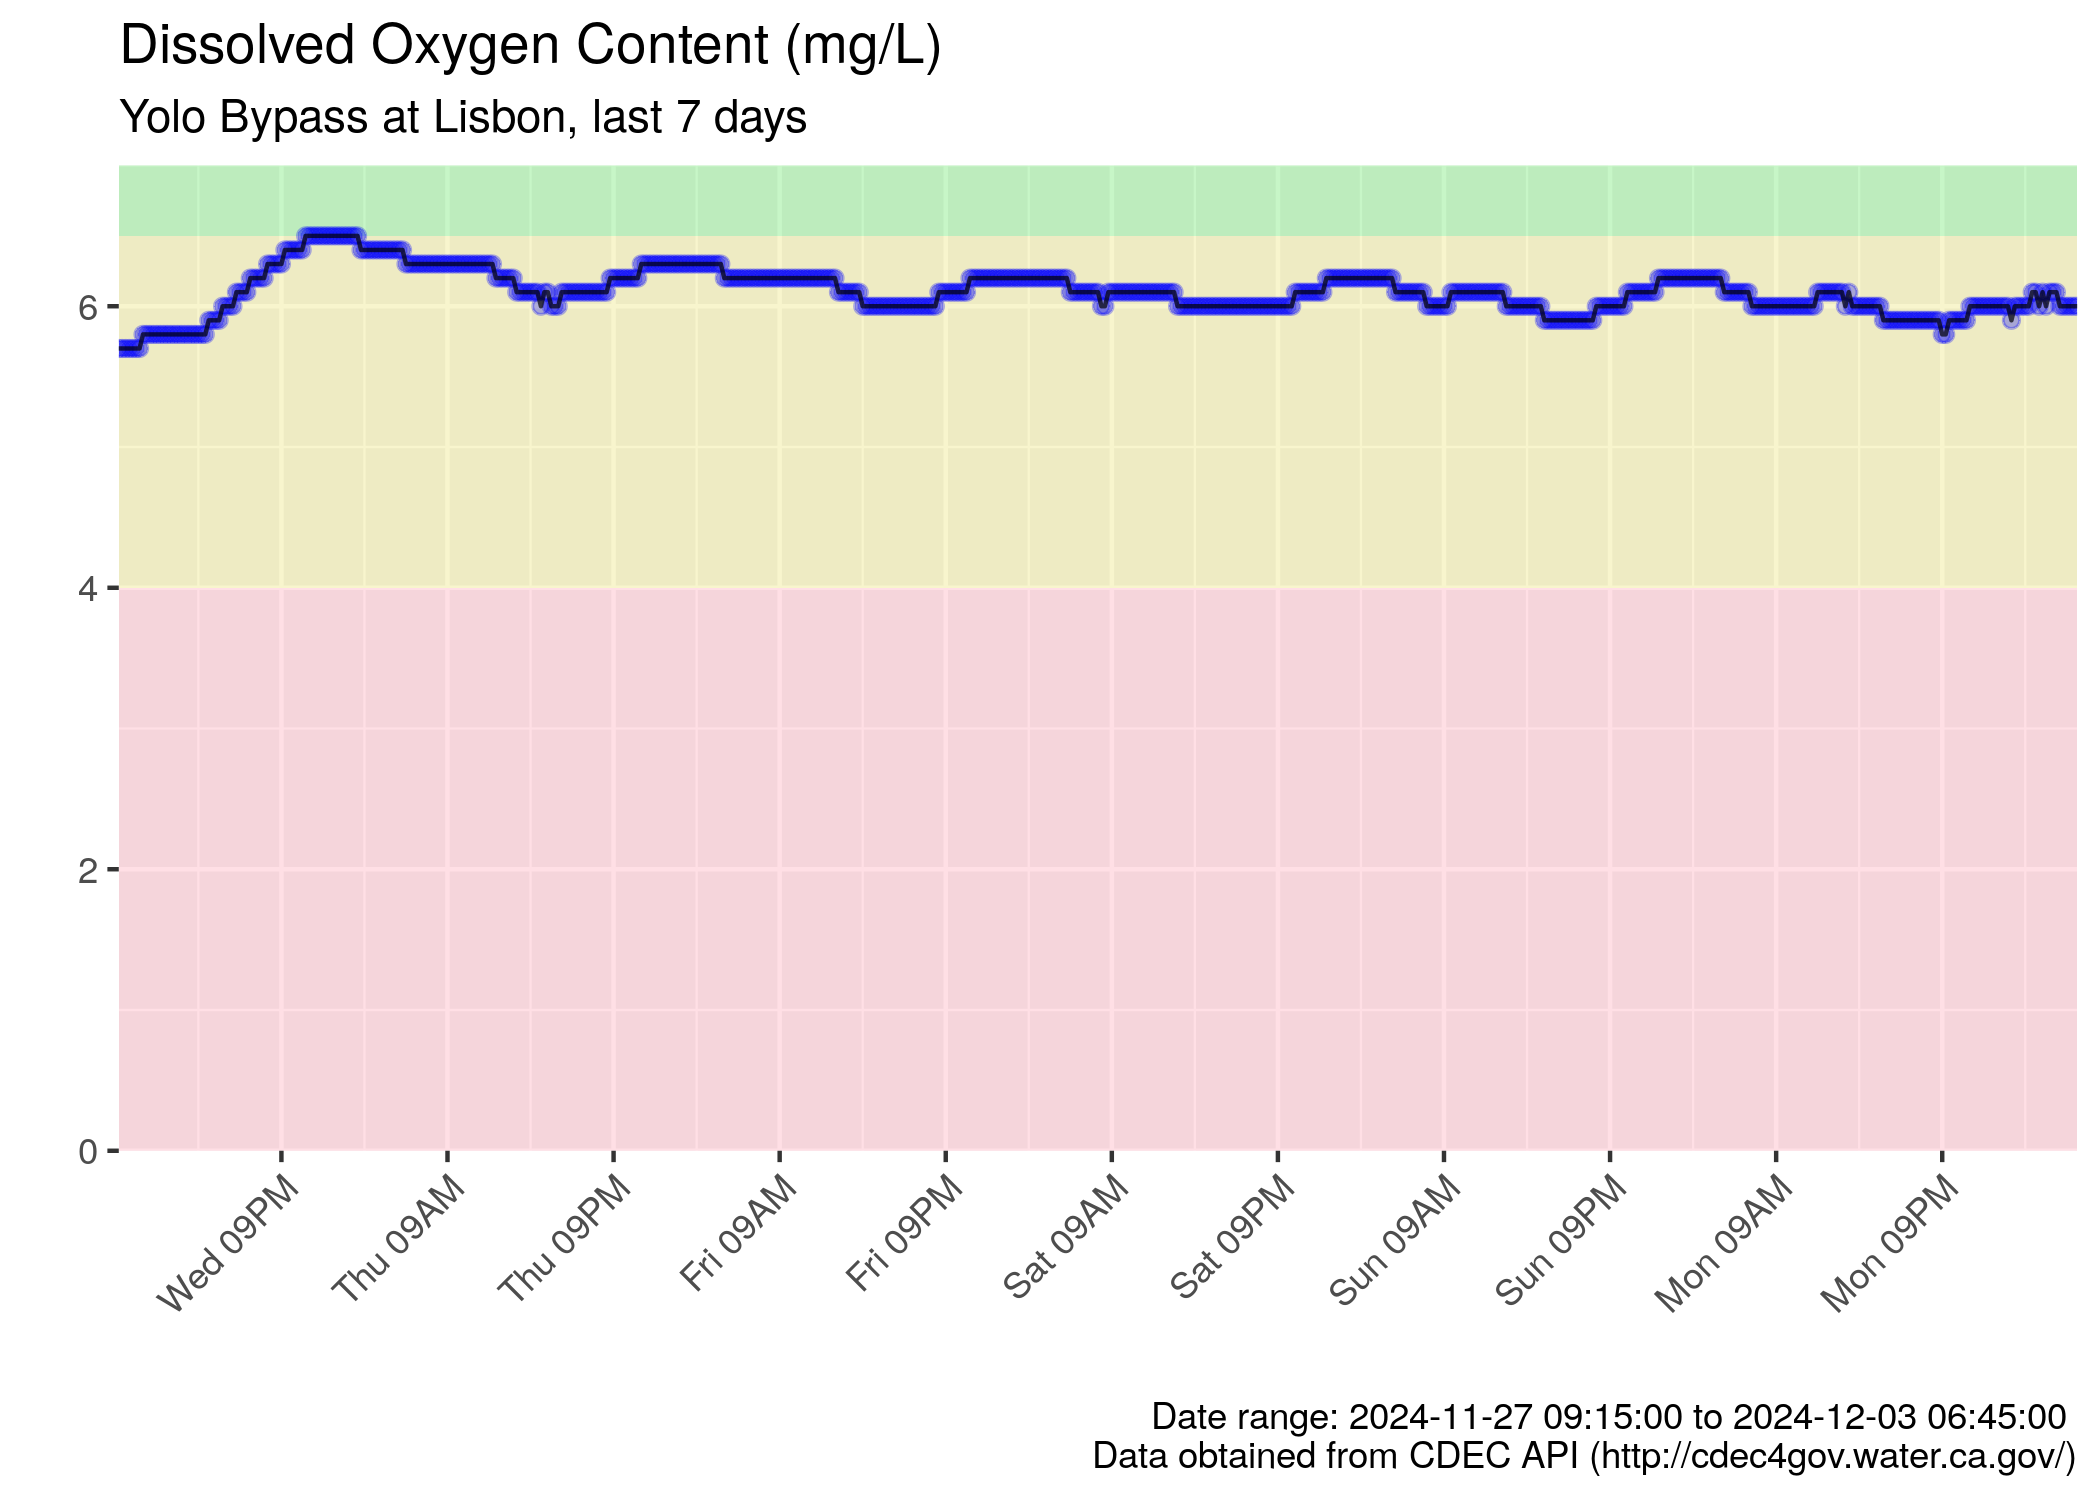 Dissolved Oxygen Content (mg/L)
Yolo Bypass at Lisbon, last 7 days
6
4
2
0
Wed 09PM
Thu 09AM
Thu 09PM
Fri 09AM
Fri 09PM
Sat 09AM
Sat 09PM
Sun 09AM
Sun 09PM
Mon 09AM
Mon 09PM
Date range: 2024-11-27 09:15:00 to 2024-12-03 06:45:00
Data obtained from CDEC API (http://cdec4gov.water.ca.gov/)